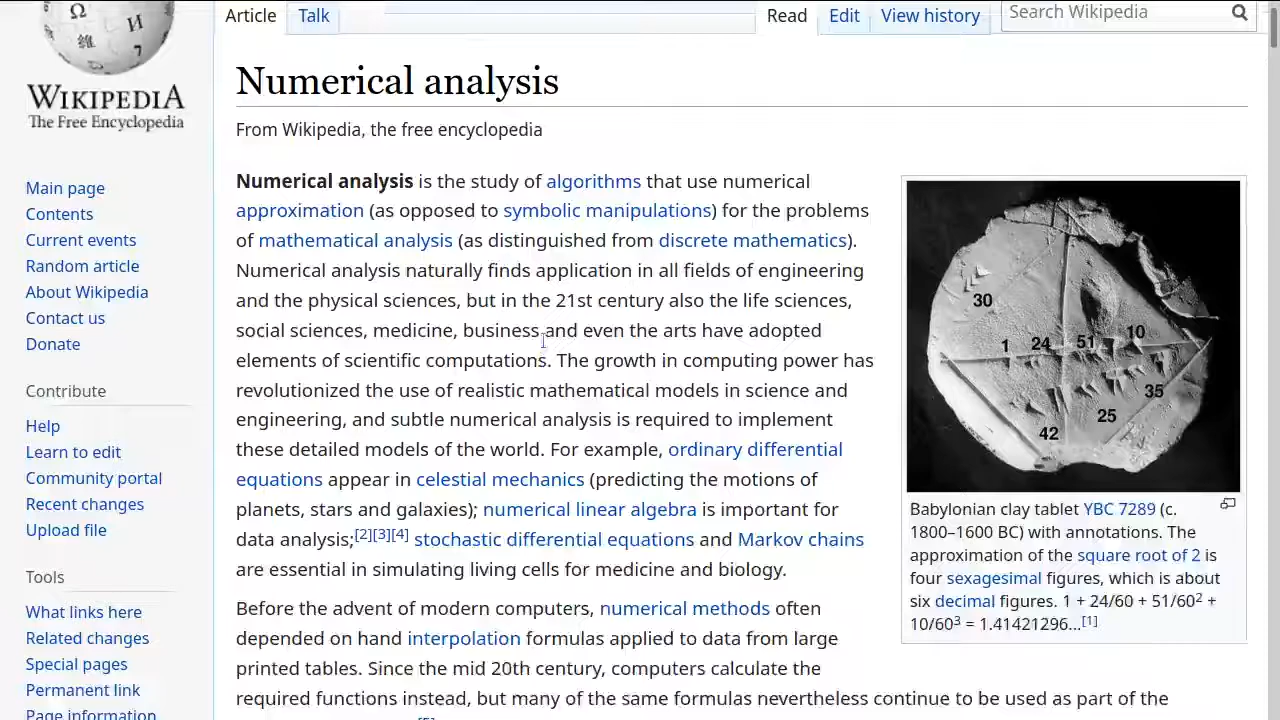 Ω
И
維
WIKIPEDIA
The Free Encyclopedia
Main page
Contents
Current events
Random article
About Wikipedia
Contact us
Donate
Contribute
Help
Learn to edit
Community portal
Recent changes
Upload file
Tools
What links here
Related changes
Special pages
Permanent link
Page information
Article Talk Read Edit View history Search Wikipedia
Numerical analysis
From Wikipedia, the free encyclopedia
Numerical analysis is the study of algorithms that use numerical
approximation (as opposed to symbolic manipulations) for the problems
of mathematical analysis (as distinguished from discrete mathematics).
Numerical analysis naturally finds application in all fields of engineering
and the physical sciences, but in the 21st century also the life sciences,
social sciences, medicine, business and even the arts have adopted
elements of scientific computations. The growth in computing power has
revolutionized the use of realistic mathematical models in science and
engineering, and subtle numerical analysis is required to implement
these detailed models of the world. For example, ordinary differential
equations appear in celestial mechanics (predicting the motions of
planets, stars and galaxies); numerical linear algebra is important for
data analysis;[2][3][4] stochastic differential equations and Markov chains
are essential in simulating living cells for medicine and biology.
Before the advent of modern computers, numerical methods often
depended on hand interpolation formulas applied to data from large
printed tables. Since the mid 20th century, computers calculate the
required functions instead, but many of the same formulas nevertheless continue to be used as part of the
[5]
30
1 24 51 10
35
25
42
Babylonian clay tablet YBC 7289 (c.
1800–1600 BC) with annotations. The
approximation of the square root of 2 is
four sexagesimal figures, which is about
six decimal figures. 1 + 24/60 + 51/60² +
10/60³ = 1.41421296...[1]